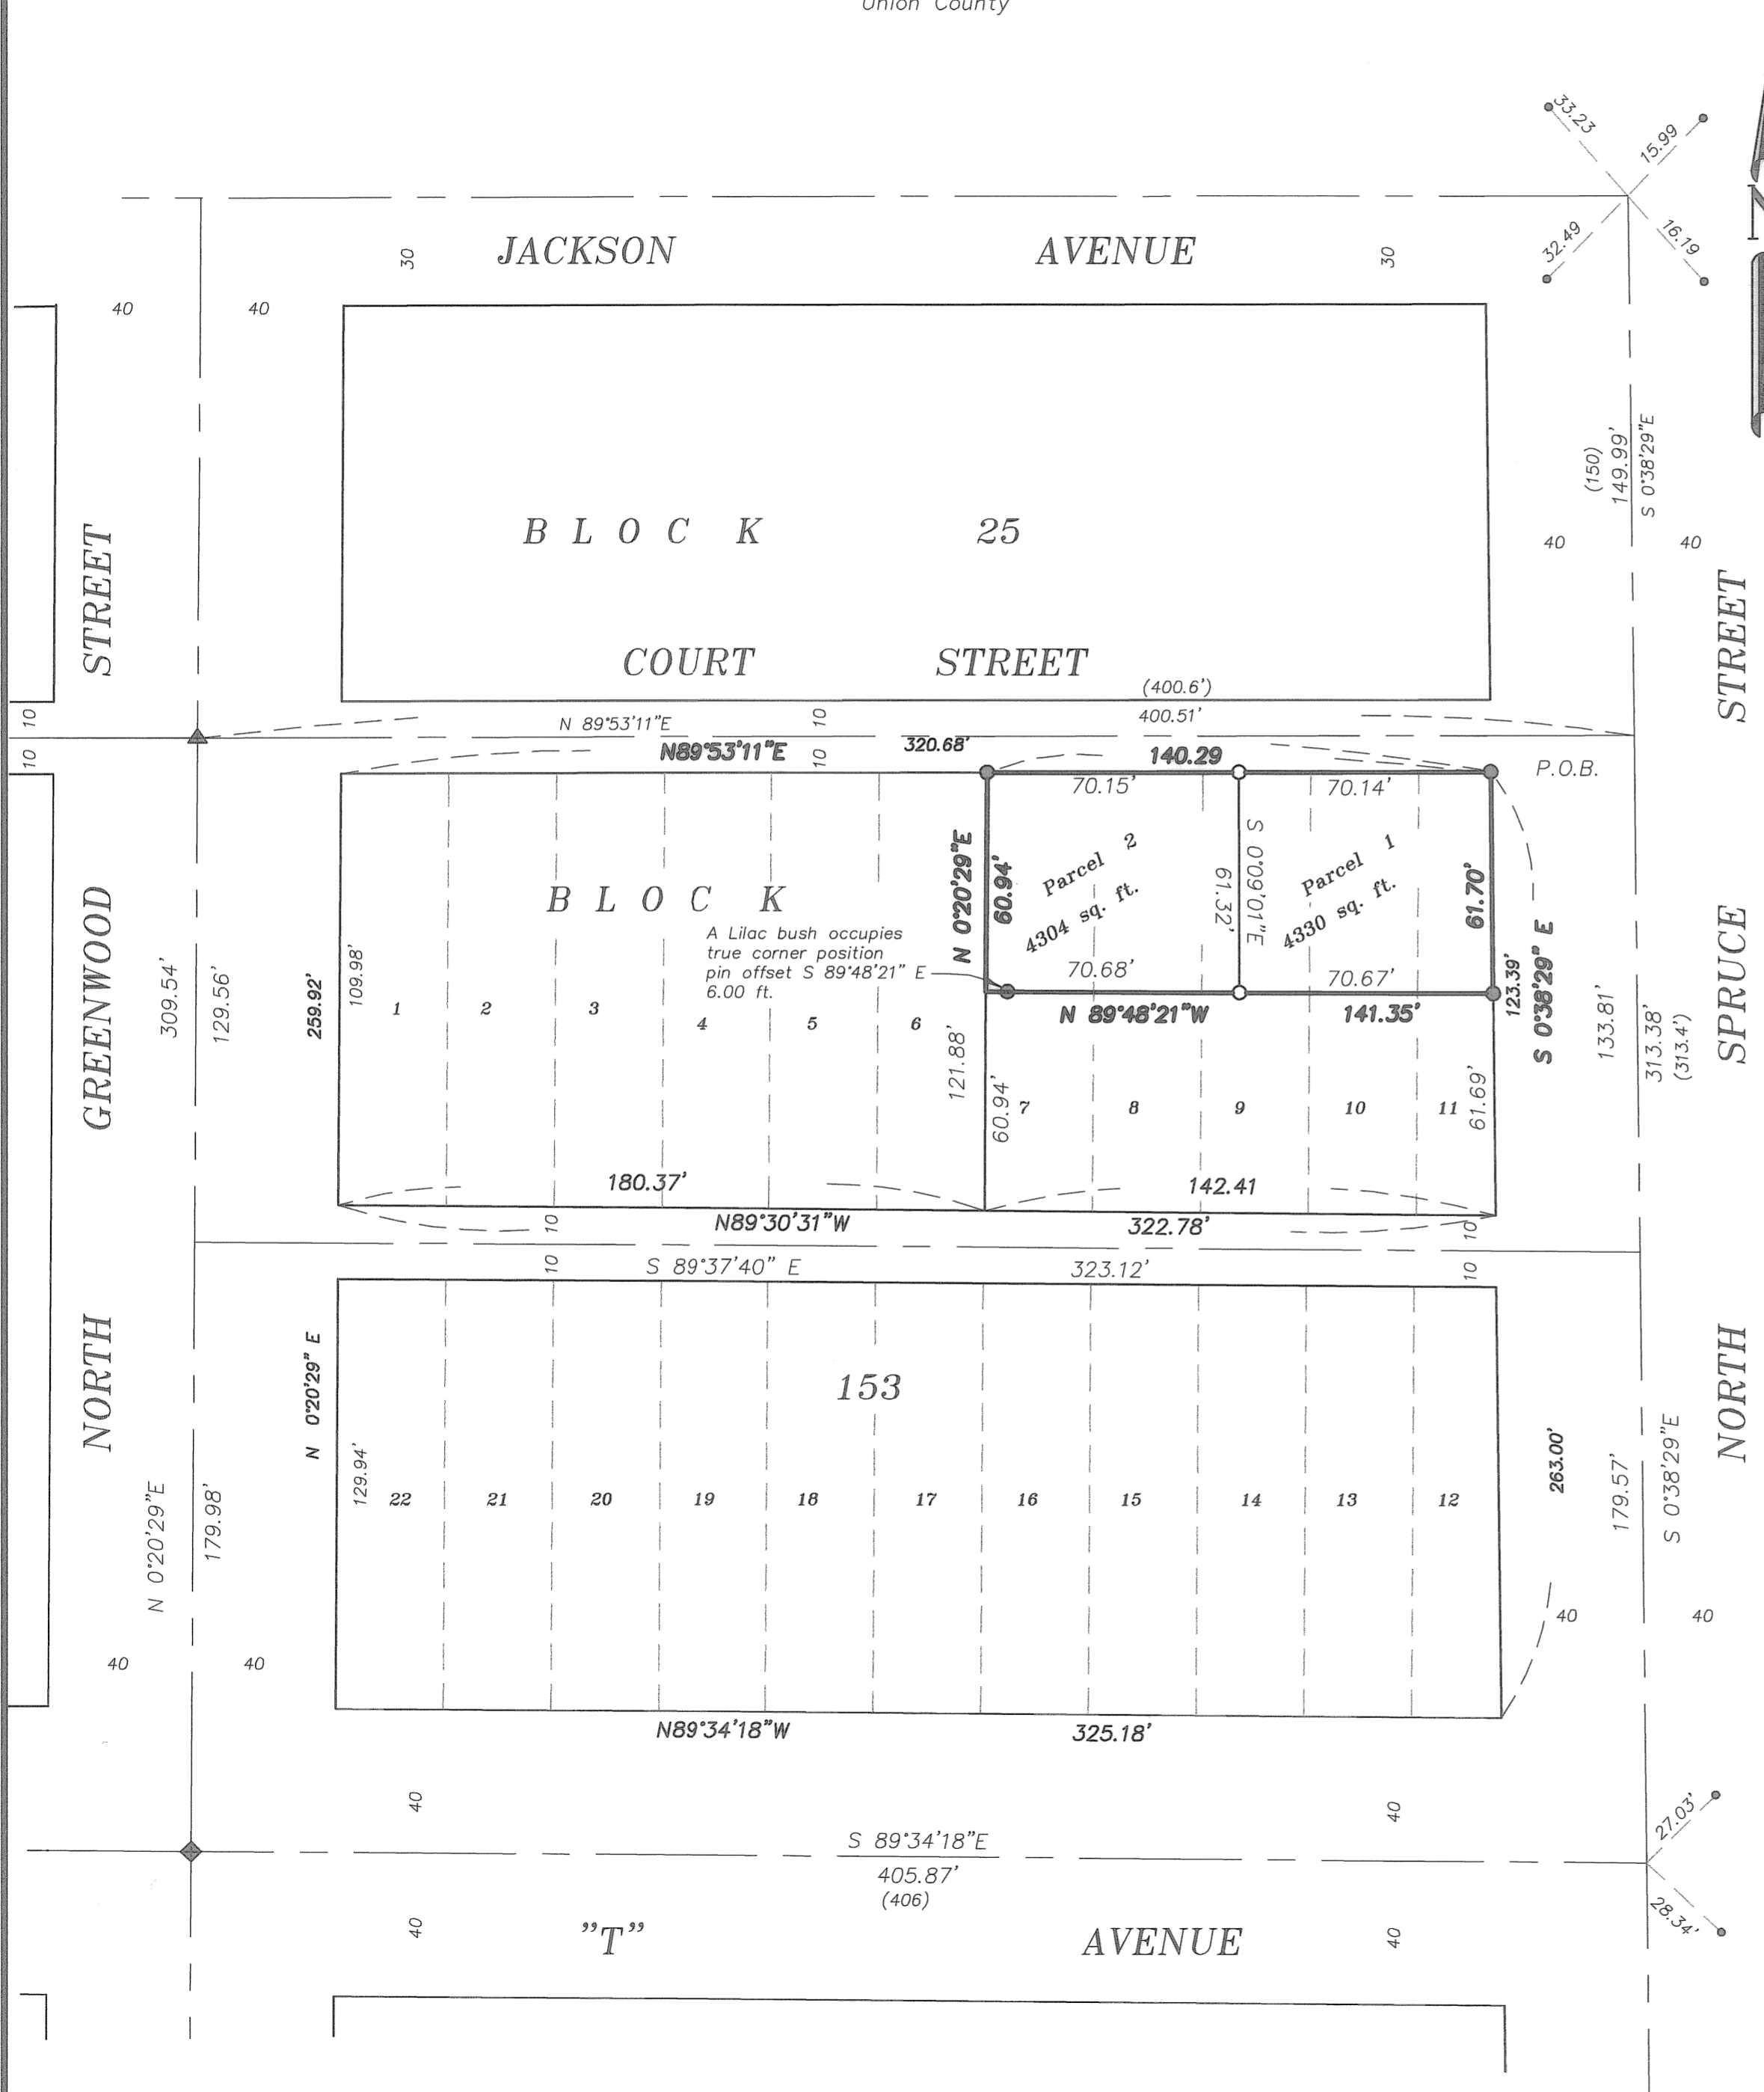 Union County
33.23
15.99
32.49
16.19
JACKSON AVENUE
30
30
40
40
B L O C K 25
(150)
149.99'
S 0°38'29"E
40
40
STREET
STREET
COURT STREET
(400.6')
10
10
N 89°53'11"E
10
400.51'
N89°53'11"E
10
320.68'
140.29
P.O.B.
70.15'
70.14'
N 0°20'29"E
60.94'
Parcel 2
4304 sq. ft.
61.32'
S 0°09'01"E
Parcel 1
4330 sq. ft.
61.70'
B L O C K
A Lilac bush occupies
true corner position
pin offset S 89°48'21" E
6.00 ft.
70.68'
70.67'
N 89°48'21"W
141.35'
123.39'
S 0°38'29" E
GREENWOOD
309.54'
129.56'
259.92'
109.98'
1
2
3
4
5
6
121.88'
60.94'
7
8
9
10
11
61.69'
133.81'
313.38'
(313.4')
SPRUCE
180.37'
142.41
10
N89°30'31"W
322.78'
10
10
S 89°37'40" E
323.12'
10
153
NORTH
N 0°20'29" E
129.94'
22
21
20
19
18
17
16
15
14
13
12
263.00'
179.57'
S 0°38'29"E
NORTH
N 0°20'29"E
179.98'
40
40
40
40
N89°34'18"W
325.18'
40
40
S 89°34'18"E
405.87'
(406)
27.03'
28.34'
40
40
"T" AVENUE